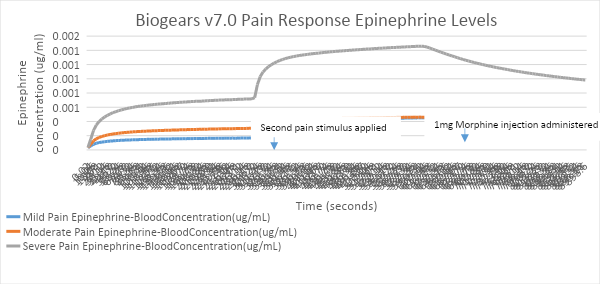 Biogears v7.0 Pain Response Epinephrine Levels
Epinephrine
concentration (ug/ml)
0.002
0.001
0.001
0.001
0.001
0.001
0
0
0
Second pain stimulus applied
1mg Morphine injection administered
Time (seconds)
Mild Pain Epinephrine-BloodConcentration(ug/mL)
Moderate Pain Epinephrine-BloodConcentration(ug/mL)
Severe Pain Epinephrine-BloodConcentration(ug/mL)